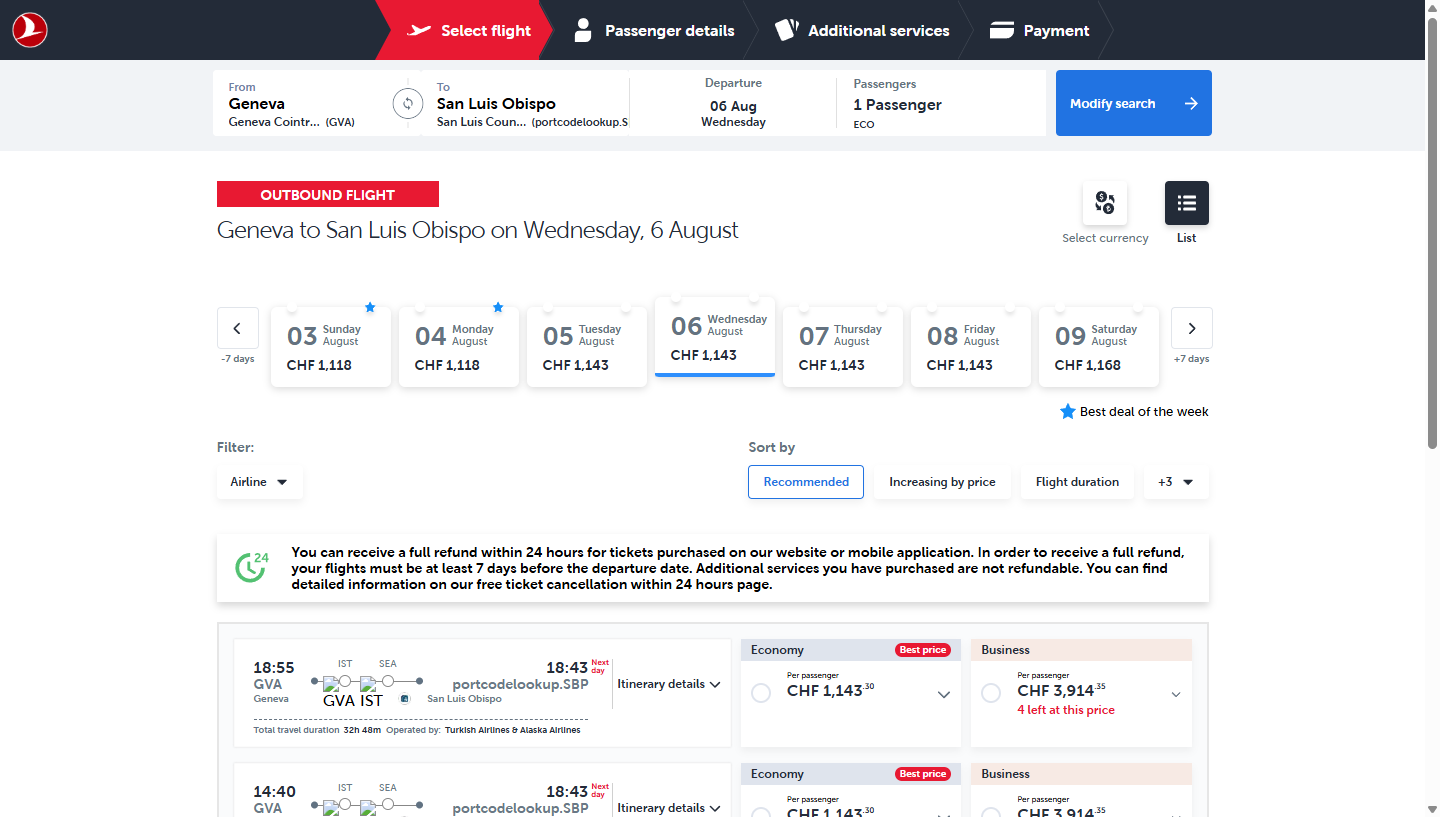 Select flight
Passenger details
Additional services
Payment
From
Geneva
Geneva Cointr... (GVA)
To
San Luis Obispo
San Luis Coun... (portcodelookup.S
Departure
06 Aug
Wednesday
Passengers
1 Passenger
ECO
Modify search
OUTBOUND FLIGHT
Geneva to San Luis Obispo on Wednesday, 6 August
Select currency
List
-7 days
03 Sunday August
CHF 1,118
04 Monday August
CHF 1,118
05 Tuesday August
CHF 1,143
06 Wednesday August
CHF 1,143
07 Thursday August
CHF 1,143
08 Friday August
CHF 1,143
09 Saturday August
CHF 1,168
+7 days
Best deal of the week
Filter:
Airline
Sort by
Recommended
Increasing by price
Flight duration
+3
24
You can receive a full refund within 24 hours for tickets purchased on our website or mobile application. In order to receive a full refund,
your flights must be at least 7 days before the departure date. Additional services you have purchased are not refundable. You can find
detailed information on our free ticket cancellation within 24 hours page.
18:55
GVA
Geneva
IST SEA
GVA IST
18:43 Next day
portcodelookup.SBP
San Luis Obispo
Total travel duration 32h 48m Operated by: Turkish Airlines & Alaska Airlines
Itinerary details
Economy Best price
Per passenger
CHF 1,143.30
Business
Per passenger
CHF 3,914.35
4 left at this price
14:40
GVA
IST SEA
18:43 Next day
portcodelookup.SBP
Itinerary details
Economy Best price
Per passenger
CHF 1,143.30
Business
Per passenger
CHF 3,914.35